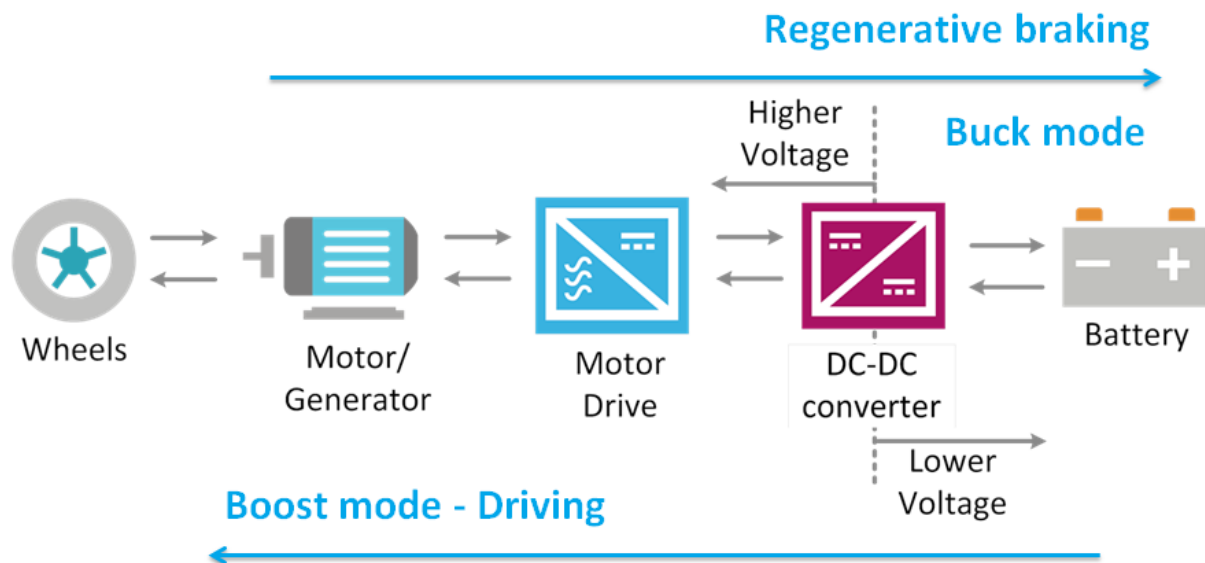 Regenerative braking
Higher
Voltage
Buck mode
Wheels
Motor/
Generator
Motor
Drive
DC-DC
converter
Battery
Lower
Voltage
Boost mode - Driving